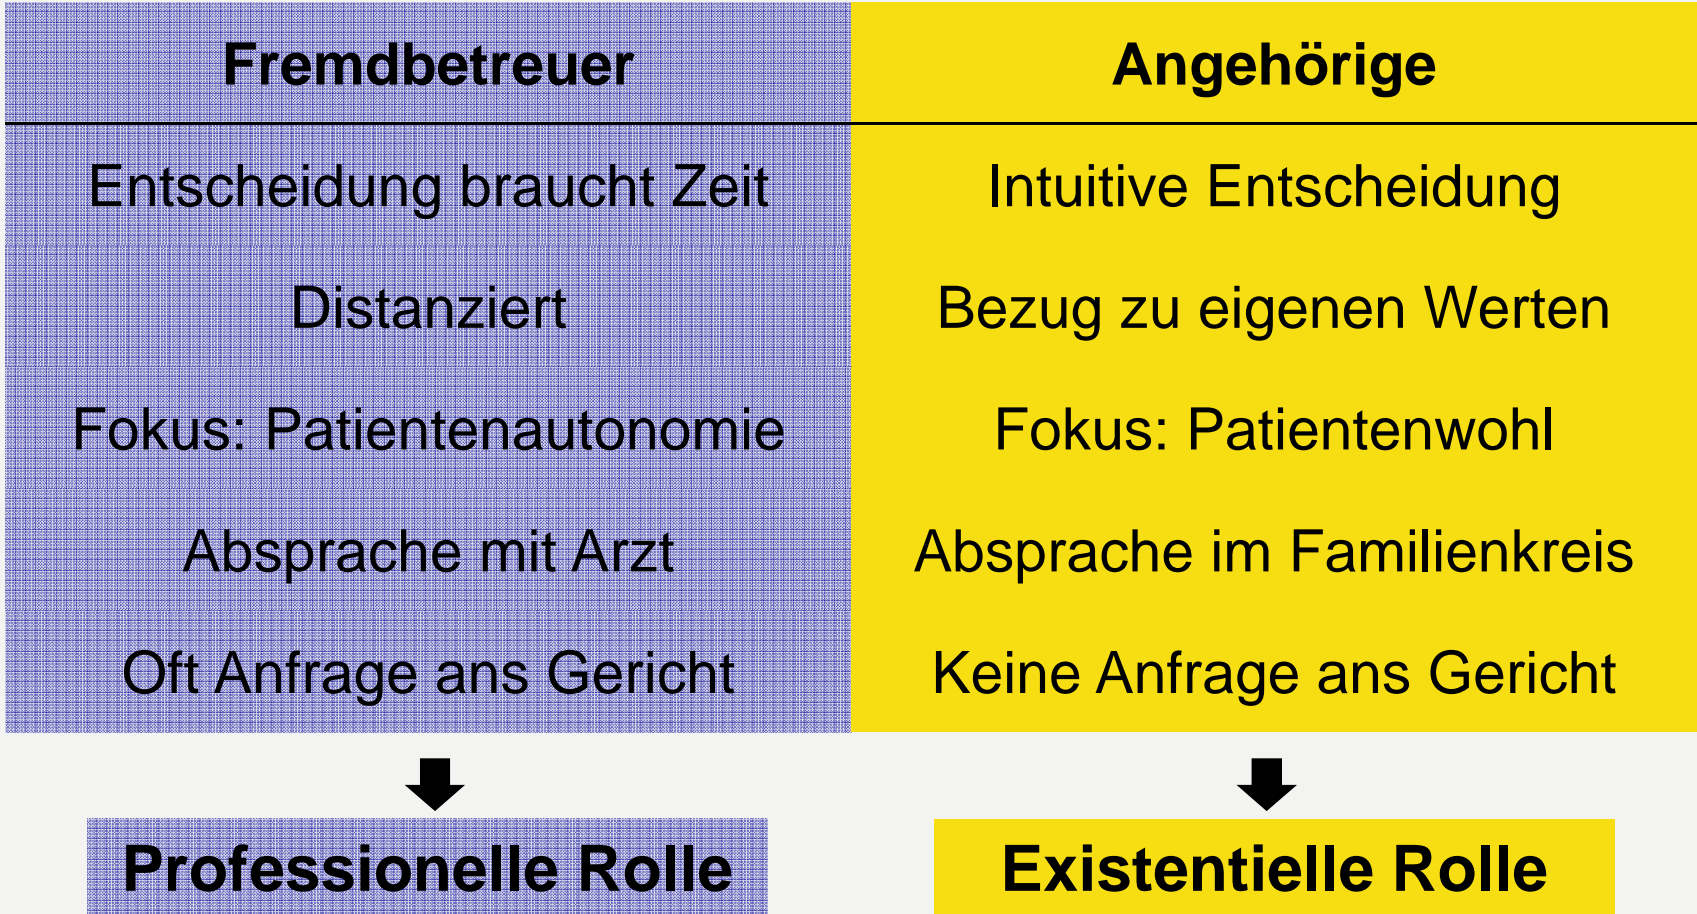 Fremdbetreuer Angehörige
Entscheidung braucht Zeit Intuitive Entscheidung
Distanziert Bezug zu eigenen Werten
Fokus: Patientenautonomie Fokus: Patientenwohl
Absprache mit Arzt Absprache im Familienkreis
Oft Anfrage ans Gericht Keine Anfrage ans Gericht
Professionelle Rolle Existentielle Rolle